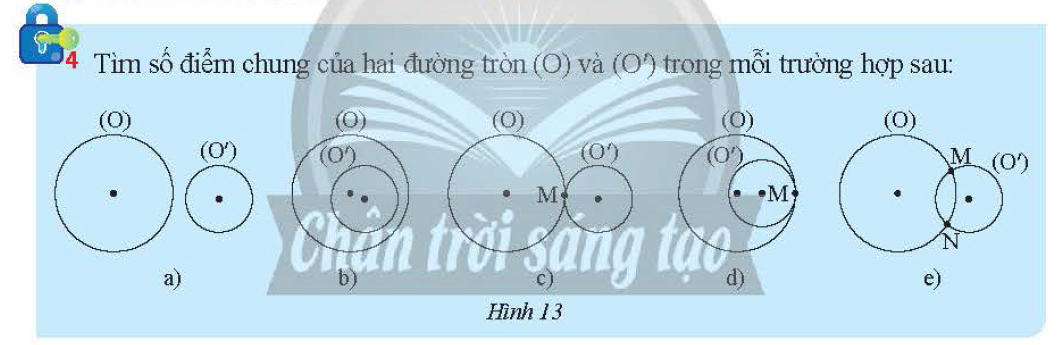 4 Tìm số điểm chung của hai đường tròn (O) và (O′) trong mỗi trường hợp sau:
(O) (O′) (O) (O′) (O) (O′) (O) (O′) (O) (O′)
M M M N
Chân trời sáng tạo
a) b) c) d) e)
Hình 13